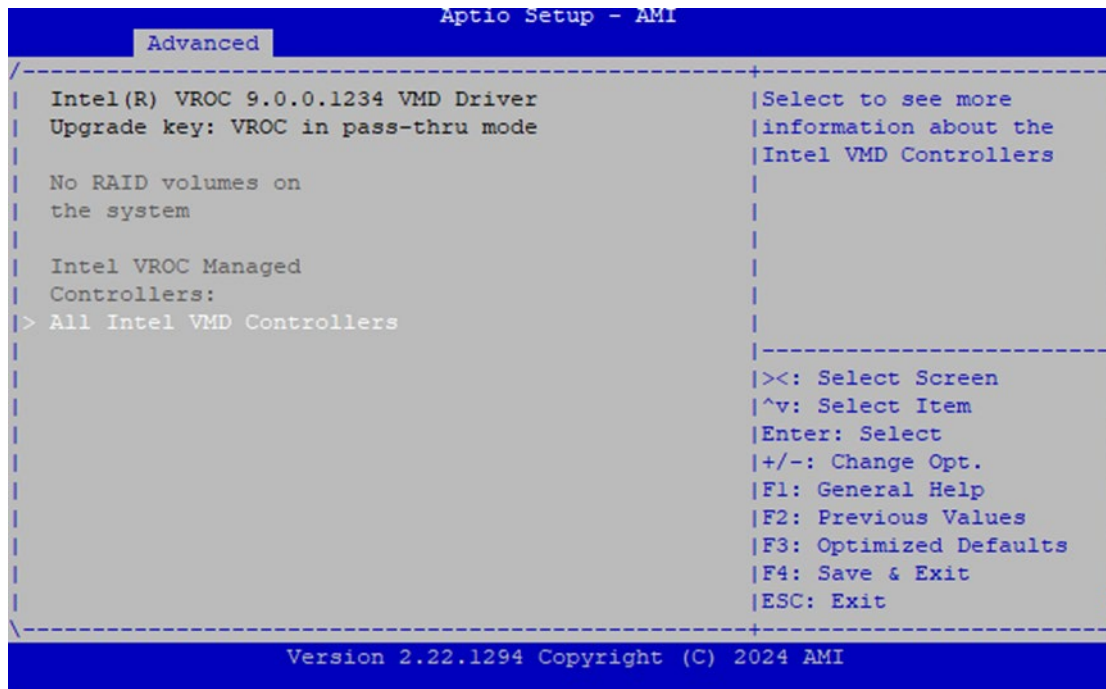 Aptio Setup - AMI
Advanced
/----------------------------------------------------+-------------------------
Intel(R) VROC 9.0.0.1234 VMD Driver |Select to see more
Upgrade key: VROC in pass-thru mode |information about the
|Intel VMD Controllers
No RAID volumes on
the system
Intel VROC Managed
Controllers:
> All Intel VMD Controllers
|><: Select Screen
|^v: Select Item
|Enter: Select
|+/-: Change Opt.
|F1: General Help
|F2: Previous Values
|F3: Optimized Defaults
|F4: Save & Exit
|ESC: Exit
\----------------------------------------------------+-------------------------
Version 2.22.1294 Copyright (C) 2024 AMI